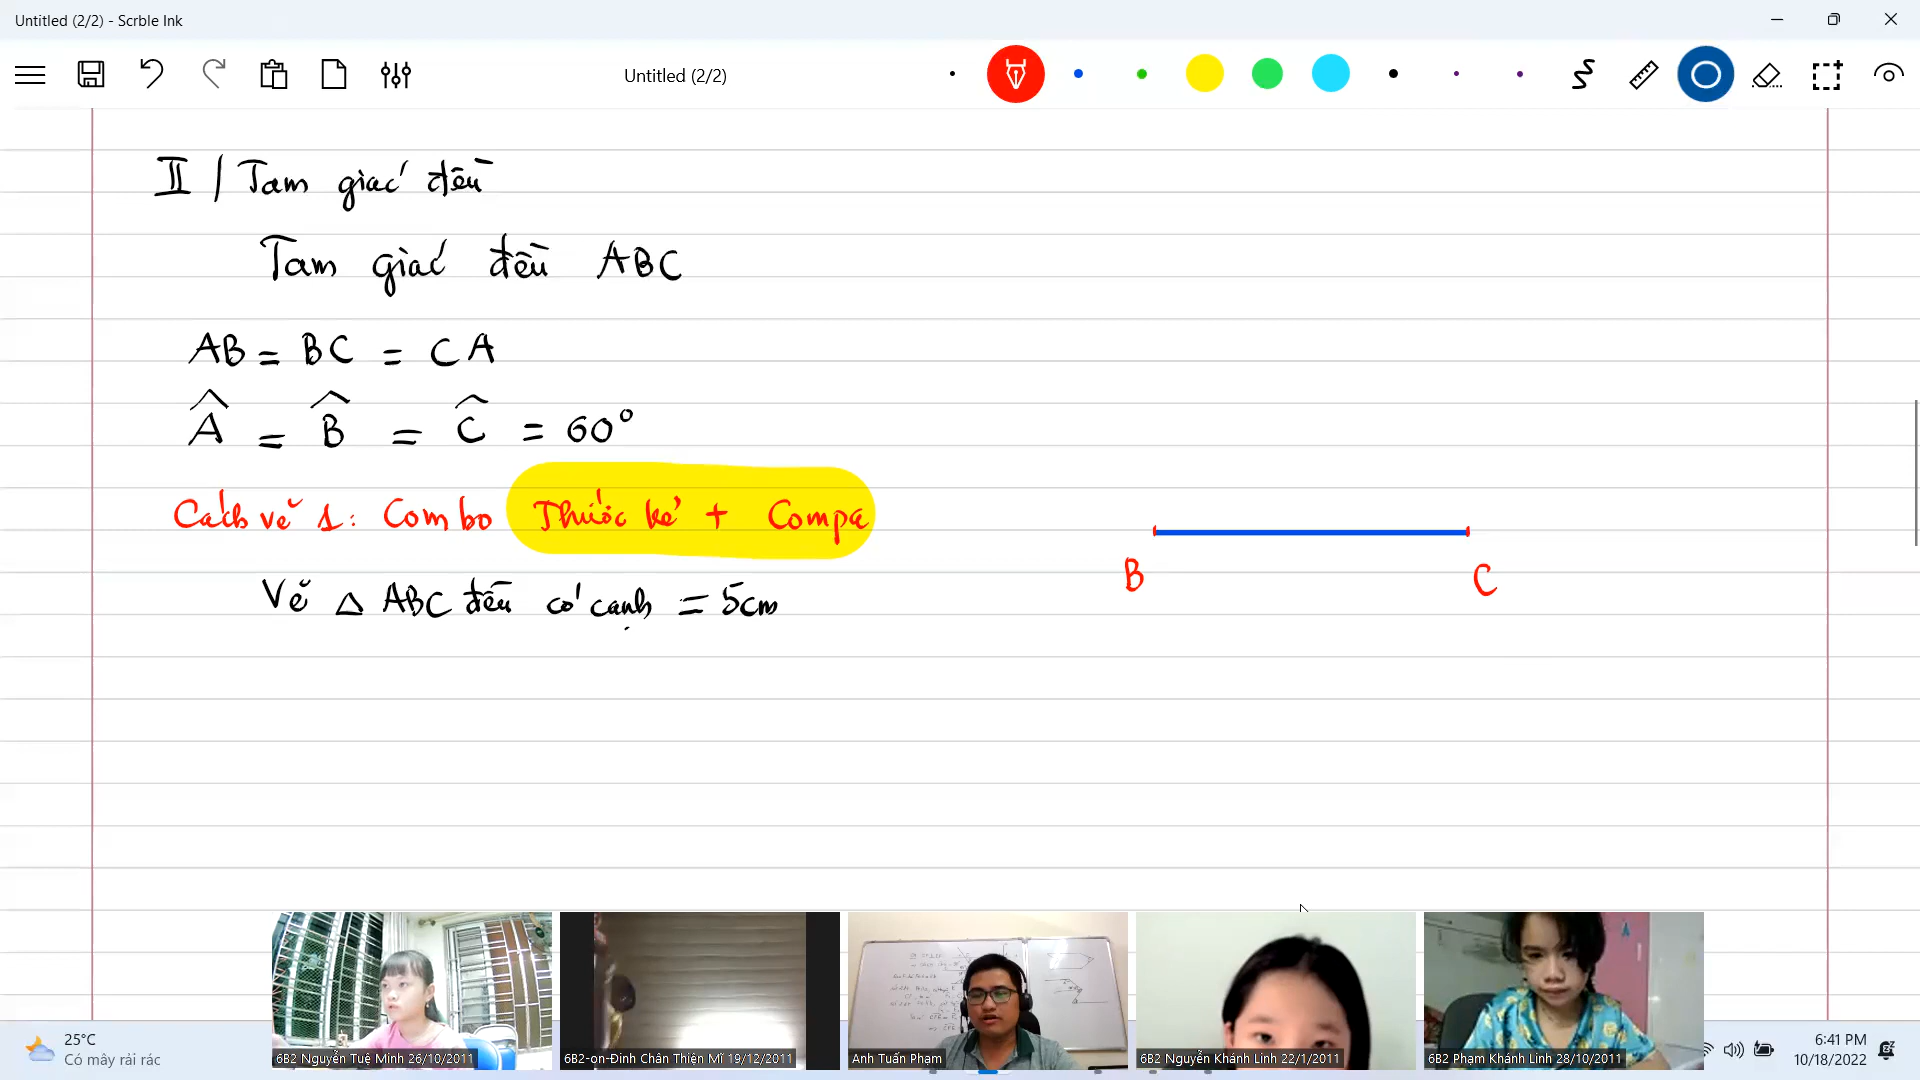 Untitled (2/2) - Scrble Ink
Untitled (2/2)
II / Tam giác đều
Tam giác đều ABC
AB = BC = CA
Â = B̂ = Ĉ = 60°
Cách vẽ 1: Combo Thước kẻ + Compa
Vẽ △ ABC đều có cạnh = 5cm
B C
25°C
Có mây rải rác
6B2 Nguyễn Tuệ Minh 26/10/2011
6B2-on-Đinh Chân Thiện Mĩ 19/12/2011
Anh Tuấn Phạm
6B2 Nguyễn Khánh Linh 22/1/2011
6B2 Phạm Khánh Linh 28/10/2011
6:41 PM
10/18/2022